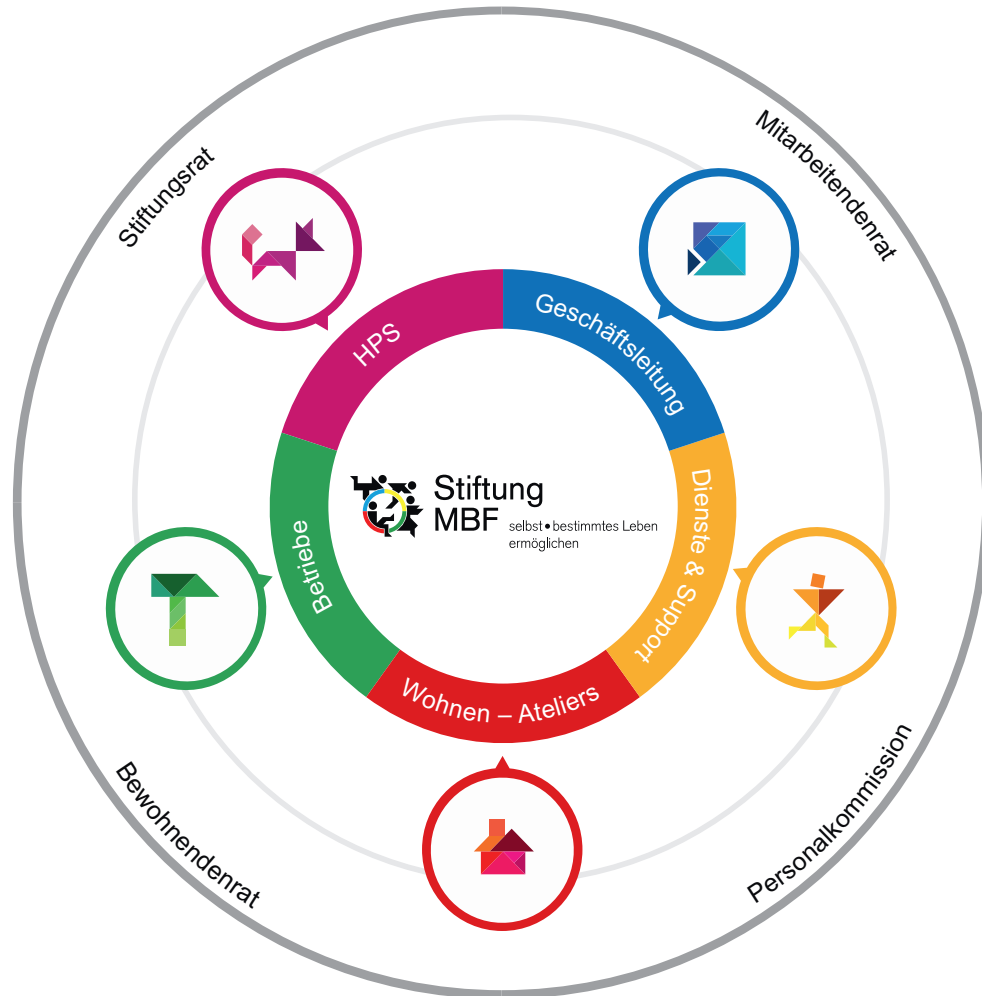 Stiftungsrat
Mitarbeitendenrat
HPS
Geschäftsleitung
Betriebe
Stiftung
MBF
selbst•bestimmtes Leben
ermöglichen
Dienste & Support
Wohnen – Ateliers
Bewohnendenrat
Personalkommission